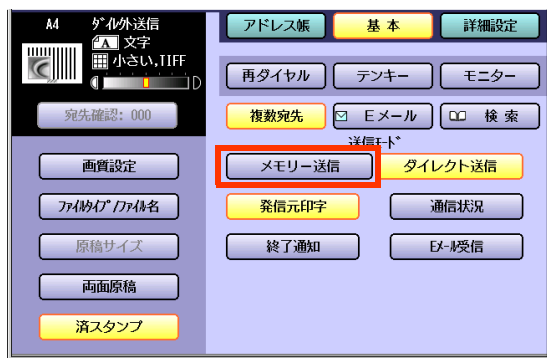 A4 ﾀﾞｲﾙ外送信
A 文字
小さい,TIFF
D
宛先確認: 000
画質設定
ﾌｧｲﾙﾀｲﾌﾟ/ﾌｧｲﾙ名
原稿サイズ
両面原稿
済スタンプ
アドレス帳 基 本 詳細設定
再ダイヤル テンキー モニター
複数宛先 Eメール 検 索
送信ﾓｰﾄﾞ
メモリー送信 ダイレクト送信
発信元印字 通信状況
終了通知 Eﾒｰﾙ受信